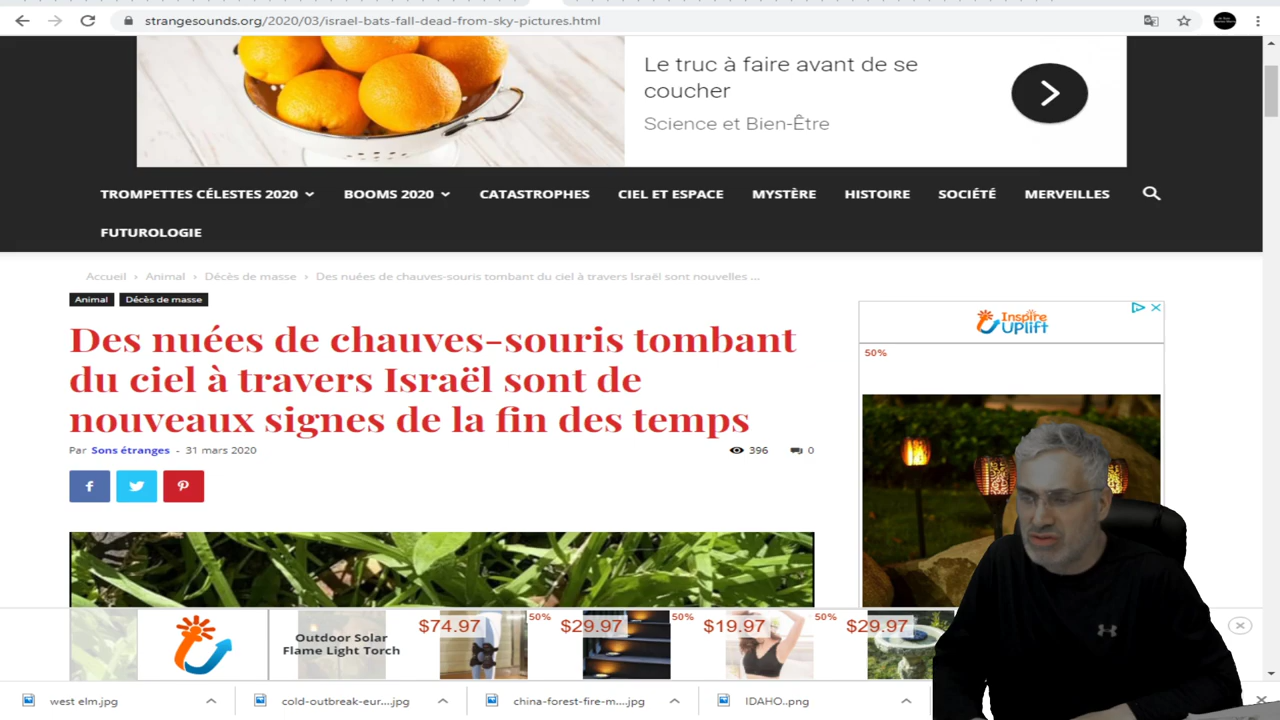 strangesounds.org/2020/03/israel-bats-fall-dead-from-sky-pictures.html
Le truc à faire avant de se
coucher
Science et Bien-Être
TROMPETTES CÉLESTES 2020 BOOMS 2020 CATASTROPHES CIEL ET ESPACE MYSTÈRE HISTOIRE SOCIÉTÉ MERVEILLES
FUTUROLOGIE
Accueil › Animal › Décès de masse › Des nuées de chauves-souris tombant du ciel à travers Israël sont nouvelles ...
Animal Décès de masse
Des nuées de chauves-souris tombant
du ciel à travers Israël sont de
nouveaux signes de la fin des temps
Par Sons étranges - 31 mars 2020 396 0
Inspire
Uplift
50%
Outdoor Solar
Flame Light Torch
$74.97 50% $29.97 50% $19.97 50% $29.97
west elm.jpg cold-outbreak-eur....jpg china-forest-fire-m....jpg IDAHO..png